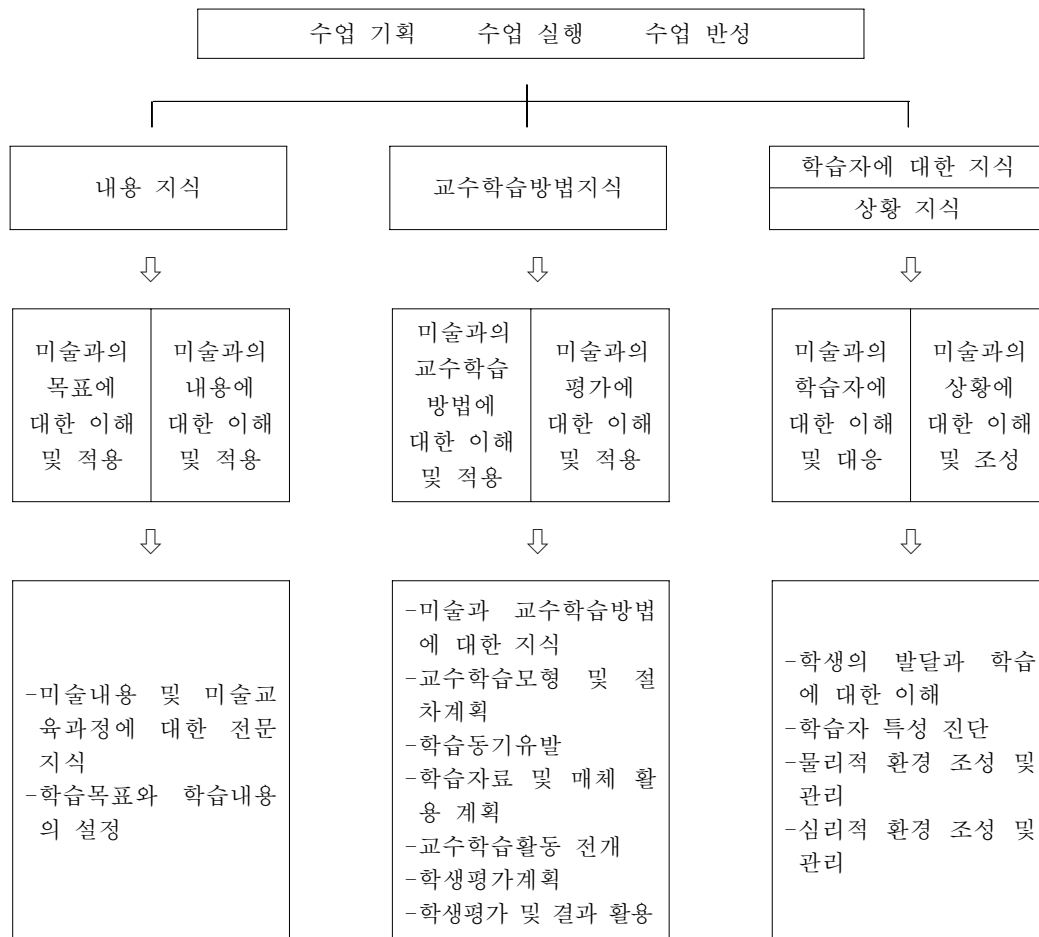 수업 기획 수업 실행 수업 반성
내용 지식
교수학습방법지식
학습자에 대한 지식
상황 지식
⇩
⇩
⇩
미술과의
목표에
대한 이해
및 적용
미술과의
내용에
대한 이해
및 적용
미술과의
교수학습
방법에
대한 이해
및 적용
미술과의
평가에
대한 이해
및 적용
미술과의
학습자에
대한 이해
및 대응
미술과의
상황에
대한 이해
및 조성
⇩
⇩
⇩
-미술내용 및 미술교
육과정에 대한 전문
지식
-학습목표와 학습내용
의 설정
-미술과 교수학습방법
에 대한 지식
-교수학습모형 및 절
차계획
-학습동기유발
-학습자료 및 매체 활
용 계획
-교수학습활동 전개
-학생평가계획
-학생평가 및 결과 활용
-학생의 발달과 학습
에 대한 이해
-학습자 특성 진단
-물리적 환경 조성 및
관리
-심리적 환경 조성 및
관리